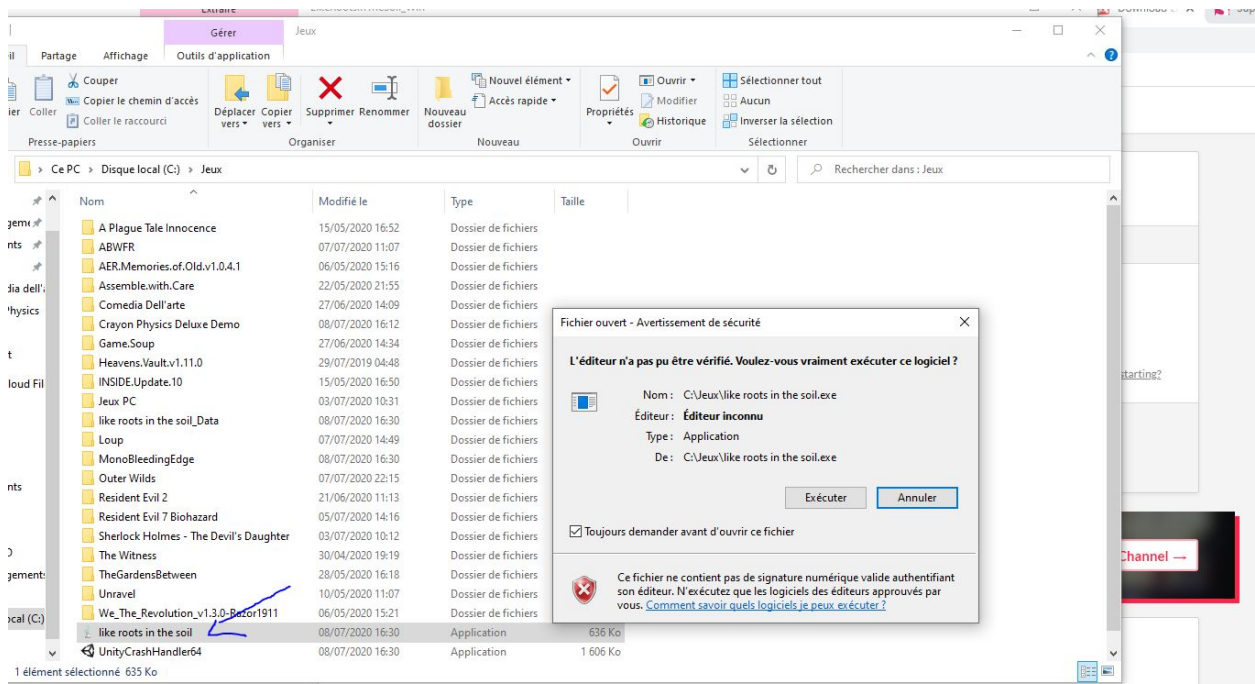 Extraire
Gérer
Jeux
Partage
Affichage
Outils d'application
Couper
Copier le chemin d'accès
Coller le raccourci
Coller
Presse-papiers
Déplacer vers
Copier vers
Supprimer
Renommer
Organiser
Nouveau dossier
Nouvel élément
Accès rapide
Nouveau
Propriétés
Ouvrir
Modifier
Historique
Ouvrir
Sélectionner tout
Aucun
Inverser la sélection
Sélectionner
Ce PC › Disque local (C:) › Jeux
Rechercher dans : Jeux
Nom Modifié le Type Taille
A Plague Tale Innocence 15/05/2020 16:52 Dossier de fichiers
ABWFR 07/07/2020 11:07 Dossier de fichiers
AER.Memories.of.Old.v1.0.4.1 06/05/2020 15:16 Dossier de fichiers
Assemble.with.Care 22/05/2020 21:55 Dossier de fichiers
Comedia Dell'arte 27/06/2020 14:09 Dossier de fichiers
Crayon Physics Deluxe Demo 08/07/2020 16:12 Dossier de fichiers
Game.Soup 27/06/2020 14:34 Dossier de fichiers
Heavens.Vault.v1.11.0 29/07/2019 04:48 Dossier de fichiers
INSIDE.Update.10 15/05/2020 16:50 Dossier de fichiers
Jeux PC 03/07/2020 10:31 Dossier de fichiers
like roots in the soil_Data 08/07/2020 16:30 Dossier de fichiers
Loup 07/07/2020 14:49 Dossier de fichiers
MonoBleedingEdge 08/07/2020 16:30 Dossier de fichiers
Outer Wilds 07/07/2020 22:15 Dossier de fichiers
Resident Evil 2 21/06/2020 11:13 Dossier de fichiers
Resident Evil 7 Biohazard 05/07/2020 14:16 Dossier de fichiers
Sherlock Holmes - The Devil's Daughter 03/07/2020 10:12 Dossier de fichiers
The Witness 30/04/2020 19:19 Dossier de fichiers
TheGardensBetween 28/05/2020 16:18 Dossier de fichiers
Unravel 10/05/2020 11:07 Dossier de fichiers
We_The_Revolution_v1.3.0-Razor1911 06/05/2020 15:21 Dossier de fichiers
like roots in the soil 08/07/2020 16:30 Application 636 Ko
UnityCrashHandler64 08/07/2020 16:30 Application 1 606 Ko
1 élément sélectionné 635 Ko
Fichier ouvert - Avertissement de sécurité
L'éditeur n'a pas pu être vérifié. Voulez-vous vraiment exécuter ce logiciel ?
Nom : C:\Jeux\like roots in the soil.exe
Éditeur : Éditeur inconnu
Type : Application
De : C:\Jeux\like roots in the soil.exe
Exécuter
Annuler
Toujours demander avant d'ouvrir ce fichier
Ce fichier ne contient pas de signature numérique valide authentifiant
son éditeur. N'exécutez que les logiciels des éditeurs approuvés par
vous. Comment savoir quels logiciels je peux exécuter ?
starting?
Channel →